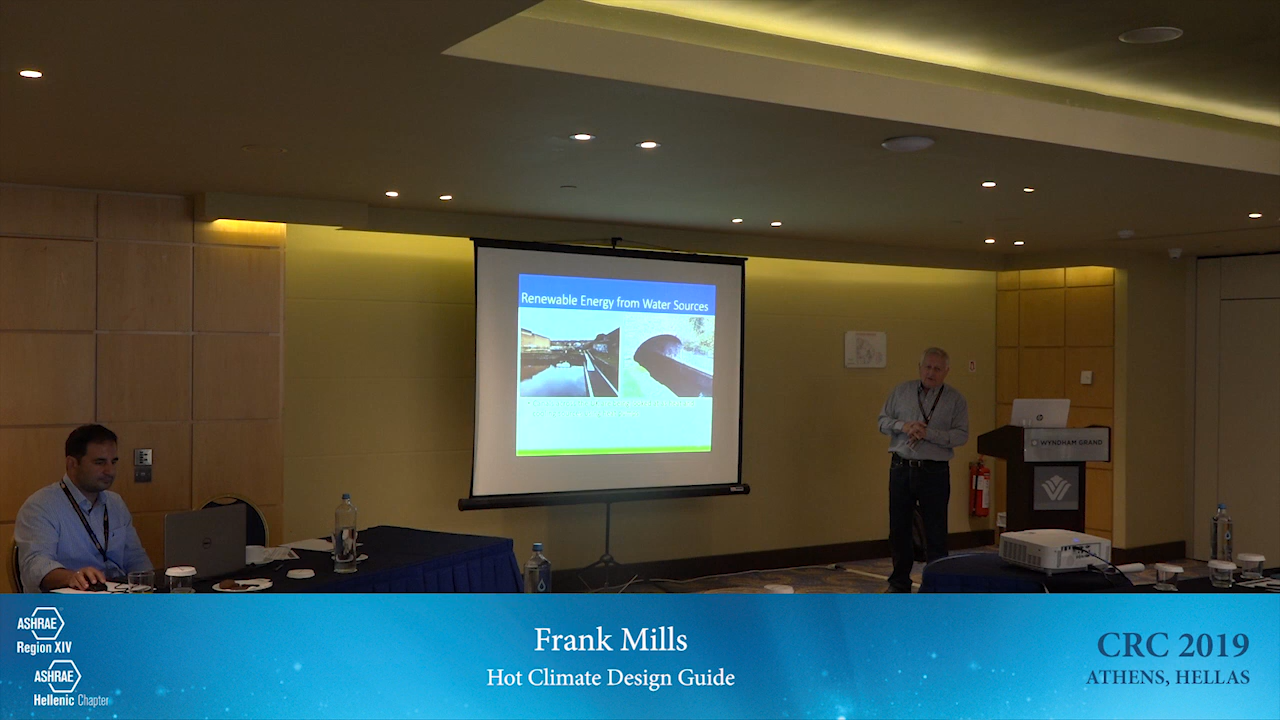 Renewable Energy from Water Sources
WYNDHAM GRAND
ASHRAE
Region XIV
ASHRAE
Hellenic Chapter
Frank Mills
Hot Climate Design Guide
CRC 2019
ATHENS, HELLAS